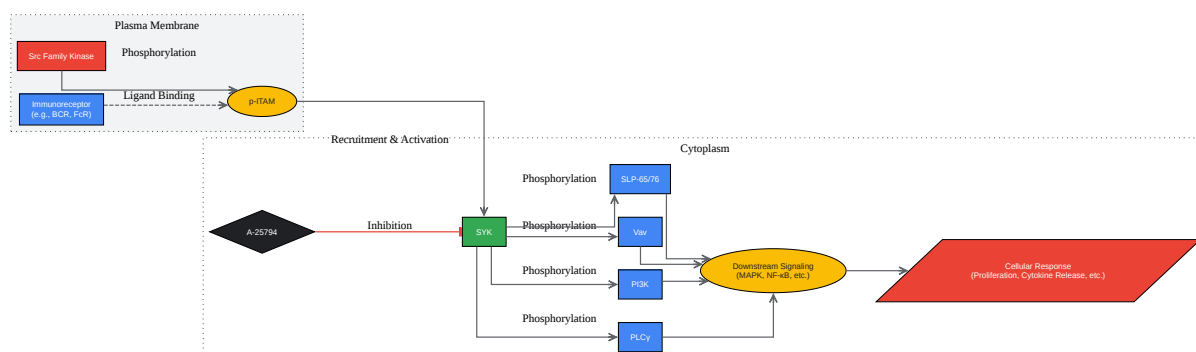 Plasma Membrane
Src Family Kinase
Phosphorylation
Ligand Binding
Immunoreceptor
(e.g., BCR, FcR)
p-ITAM
Recruitment & Activation
Cytoplasm
Phosphorylation
SLP-65/76
A-25794
Inhibition
SYK
Phosphorylation
Vav
Phosphorylation
PI3K
Downstream Signaling
(MAPK, NF-κB, etc.)
Cellular Response
(Proliferation, Cytokine Release, etc.)
Phosphorylation
PLCγ